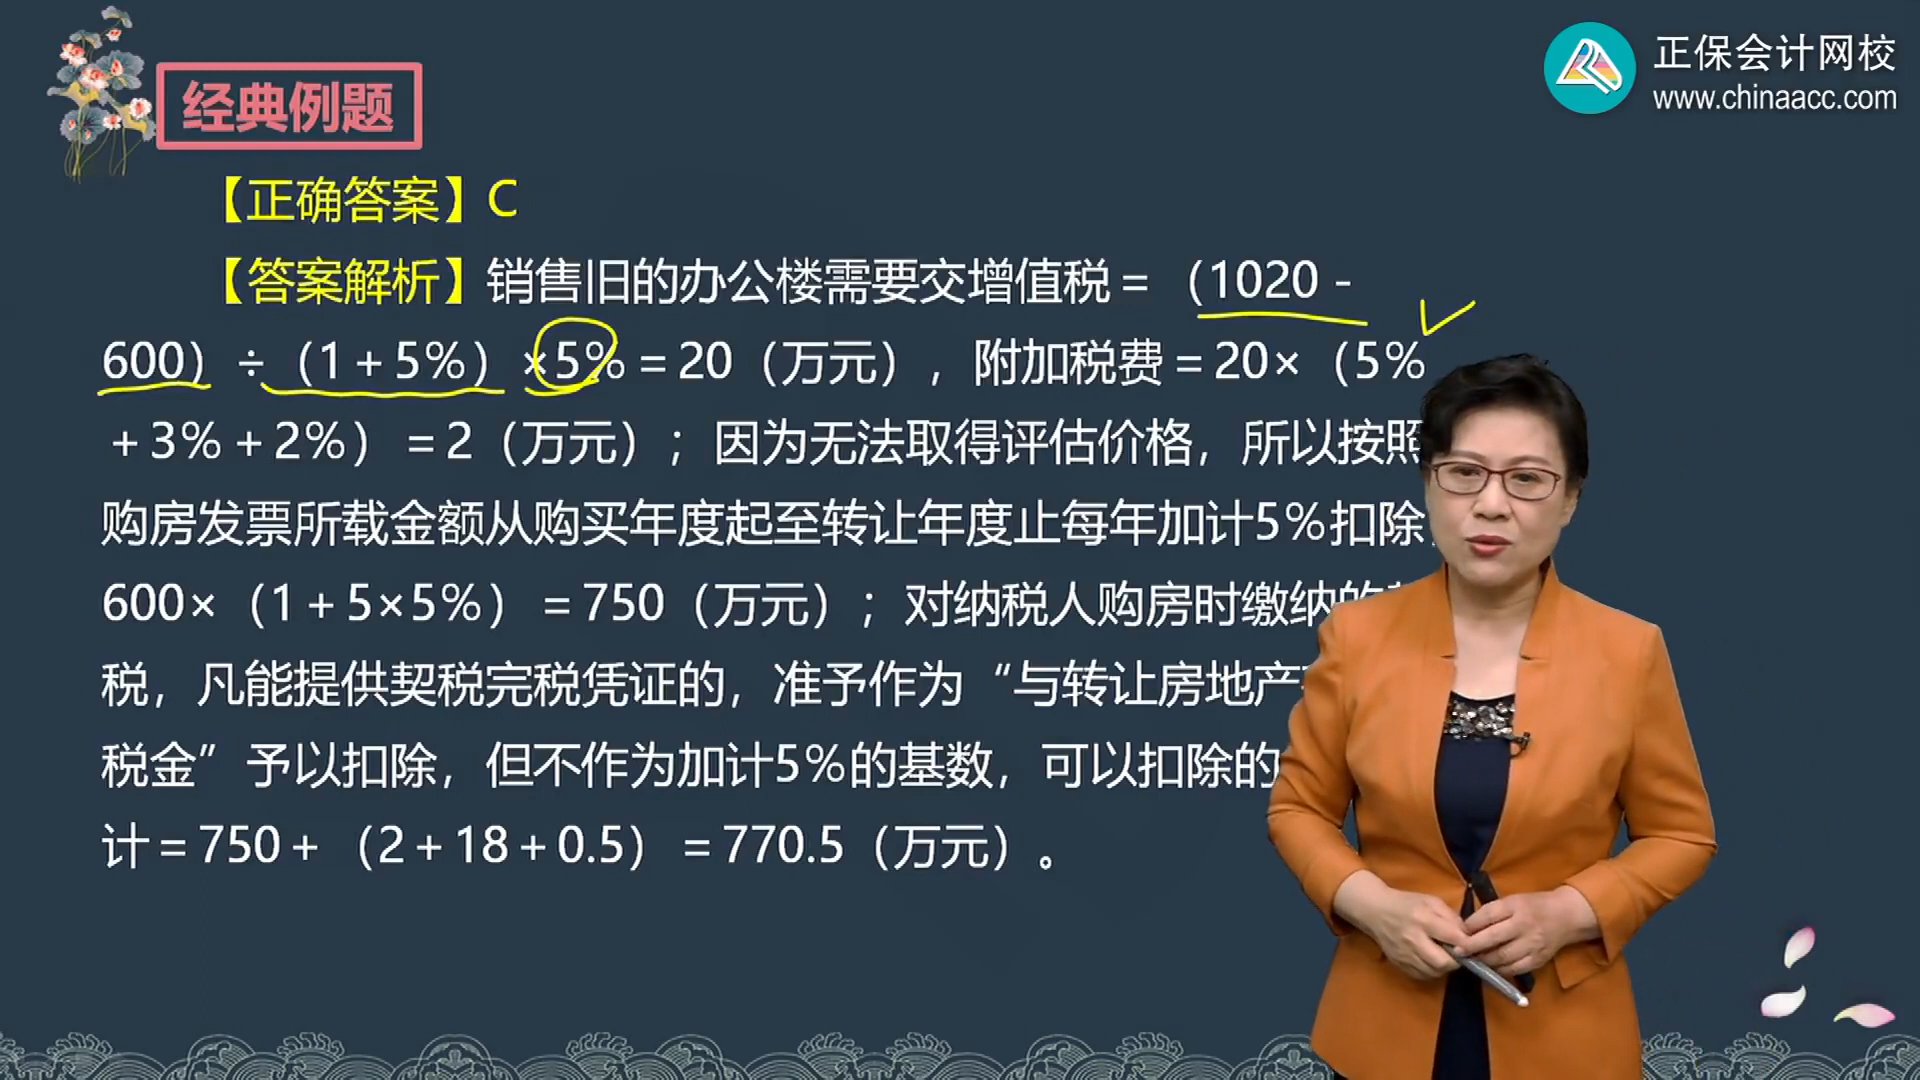 正保会计网校
www.chinaacc.com
经典例题
【正确答案】C
【答案解析】销售旧的办公楼需要交增值税＝（1020－
600）÷（1＋5%）×5%＝20（万元），附加税费＝20×（5%
＋3%＋2%）＝2（万元）；因为无法取得评估价格，所以按照
购房发票所载金额从购买年度起至转让年度止每年加计5%扣除
600×（1＋5×5%）＝750（万元）；对纳税人购房时缴纳的
税，凡能提供契税完税凭证的，准予作为“与转让房地产
税金”予以扣除，但不作为加计5%的基数，可以扣除的
计＝750＋（2＋18＋0.5）＝770.5（万元）。